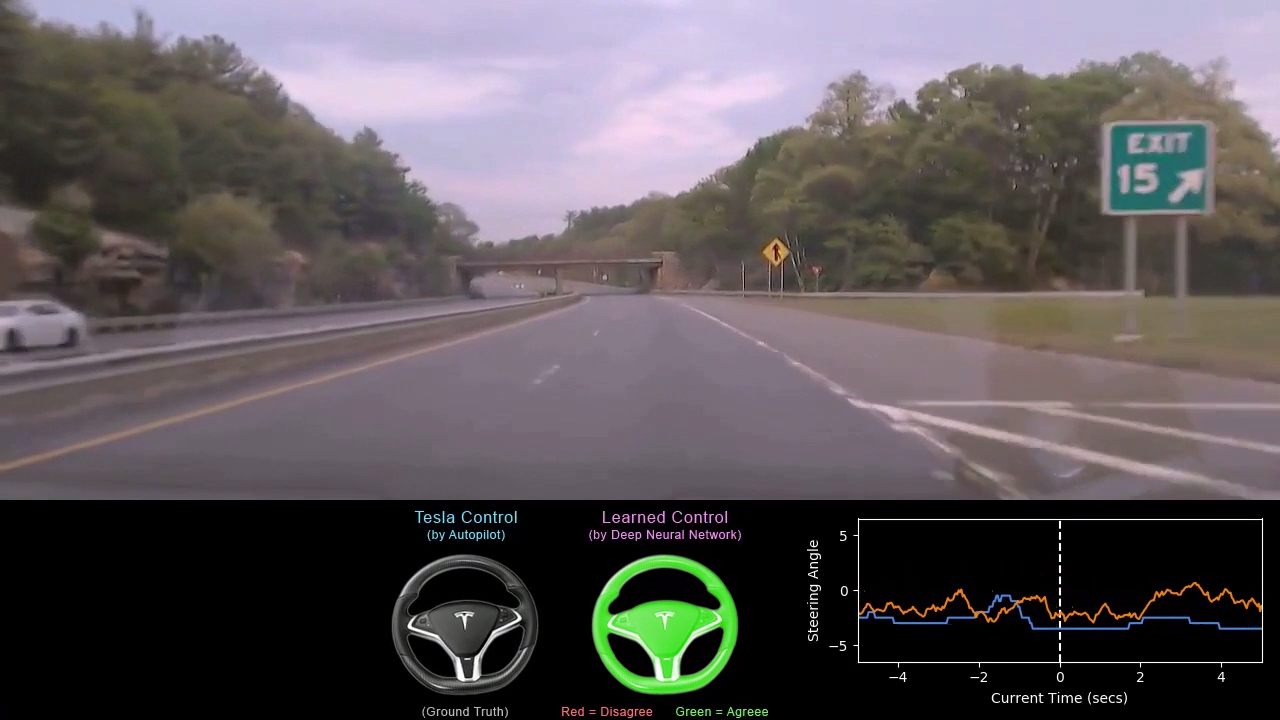 EXIT
15
Tesla Control
(by Autopilot)
Learned Control
(by Deep Neural Network)
(Ground Truth)
Red = Disagree
Green = Agreee
Steering Angle
5
0
−5
−4
−2
0
2
4
Current Time (secs)